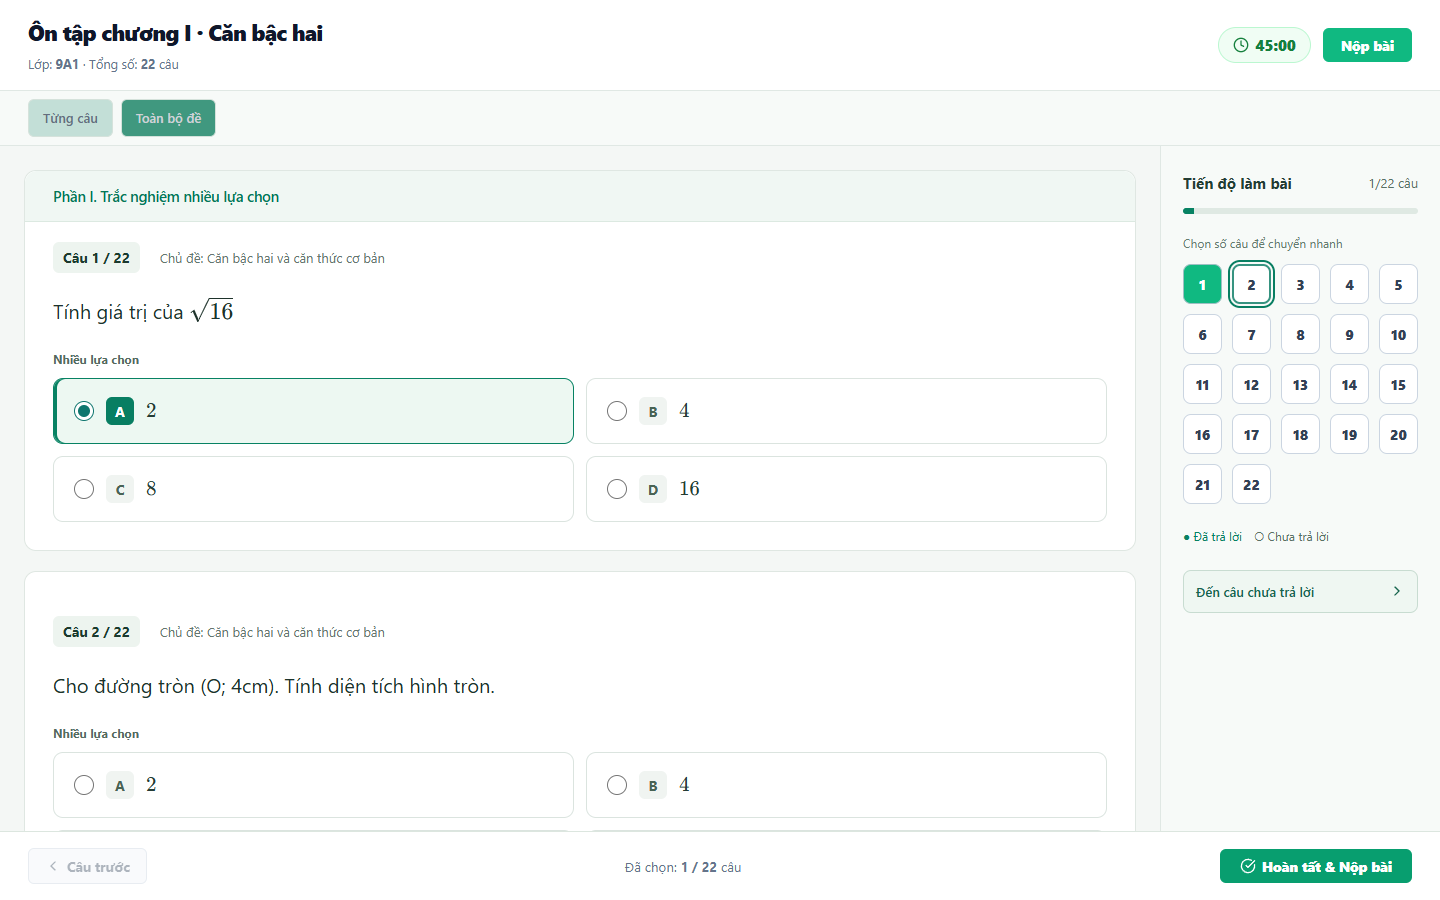 Ôn tập chương I · Căn bậc hai
Lớp: 9A1 · Tổng số: 22 câu
45:00
Nộp bài
Từng câu
Toàn bộ đề
Phần I. Trắc nghiệm nhiều lựa chọn
Câu 1 / 22
Chủ đề: Căn bậc hai và căn thức cơ bản
Tính giá trị của √16
Nhiều lựa chọn
A 2
B 4
C 8
D 16
Câu 2 / 22
Chủ đề: Căn bậc hai và căn thức cơ bản
Cho đường tròn (O; 4cm). Tính diện tích hình tròn.
Nhiều lựa chọn
A 2
B 4
Tiến độ làm bài
1/22 câu
Chọn số câu để chuyển nhanh
1 2 3 4 5
6 7 8 9 10
11 12 13 14 15
16 17 18 19 20
21 22
● Đã trả lời
○ Chưa trả lời
Đến câu chưa trả lời
Câu trước
Đã chọn: 1 / 22 câu
Hoàn tất & Nộp bài